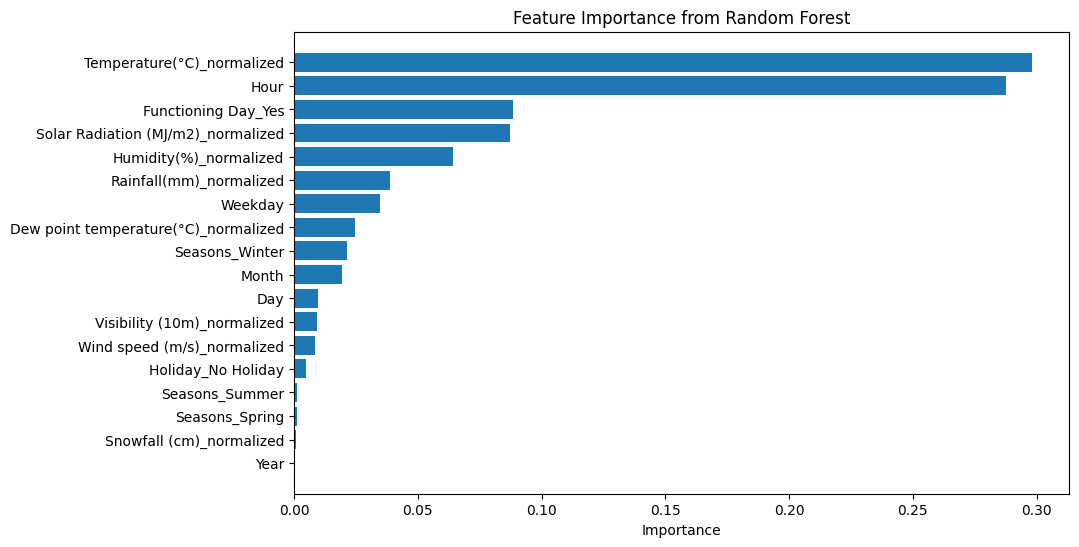 Feature Importance from Random Forest
Temperature(°C)_normalized
Hour
Functioning Day_Yes
Solar Radiation (MJ/m2)_normalized
Humidity(%)_normalized
Rainfall(mm)_normalized
Weekday
Dew point temperature(°C)_normalized
Seasons_Winter
Month
Day
Visibility (10m)_normalized
Wind speed (m/s)_normalized
Holiday_No Holiday
Seasons_Summer
Seasons_Spring
Snowfall (cm)_normalized
Year
0.00 0.05 0.10 0.15 0.20 0.25 0.30
Importance